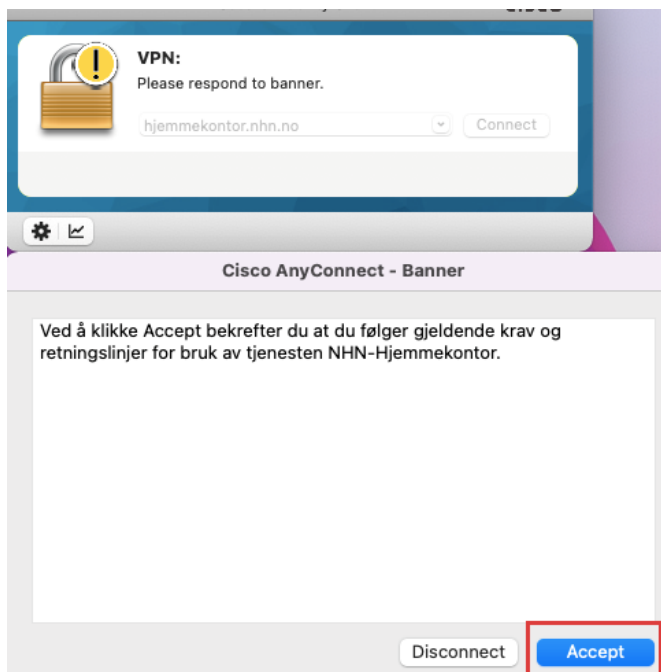 VPN:
Please respond to banner.
hjemmekontor.nhn.no
Connect
Cisco AnyConnect - Banner
Ved å klikke Accept bekrefter du at du følger gjeldende krav og
retningslinjer for bruk av tjenesten NHN-Hjemmekontor.
Disconnect
Accept